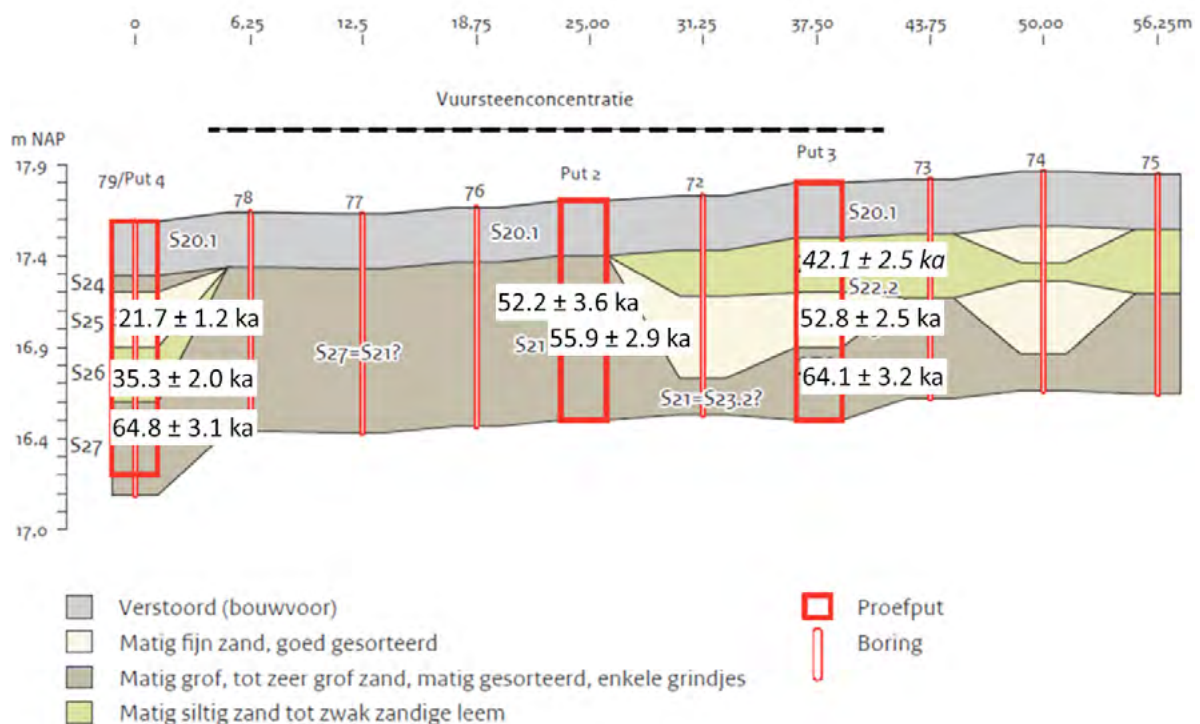 0 6,25 12,5 18,75 25,00 31,25 37,50 43,75 50,00 56,25m
Vuursteenconcentratie
m NAP
17,9
17,4
16,9
16,4
17,0
79/Put 4
78
77
76
Put 2
72
Put 3
73
74
75
S20.1
S20.1
S20.1
S24
S25
S26
S27
21.7 ± 1.2 ka
35.3 ± 2.0 ka
64.8 ± 3.1 ka
S27=S21?
52.2 ± 3.6 ka
S21
55.9 ± 2.9 ka
S21=S23.2?
42.1 ± 2.5 ka
S22.2
52.8 ± 2.5 ka
64.1 ± 3.2 ka
Verstoord (bouwvoor)
Matig fijn zand, goed gesorteerd
Matig grof, tot zeer grof zand, matig gesorteerd, enkele grindjes
Matig siltig zand tot zwak zandige leem
Proefput
Boring